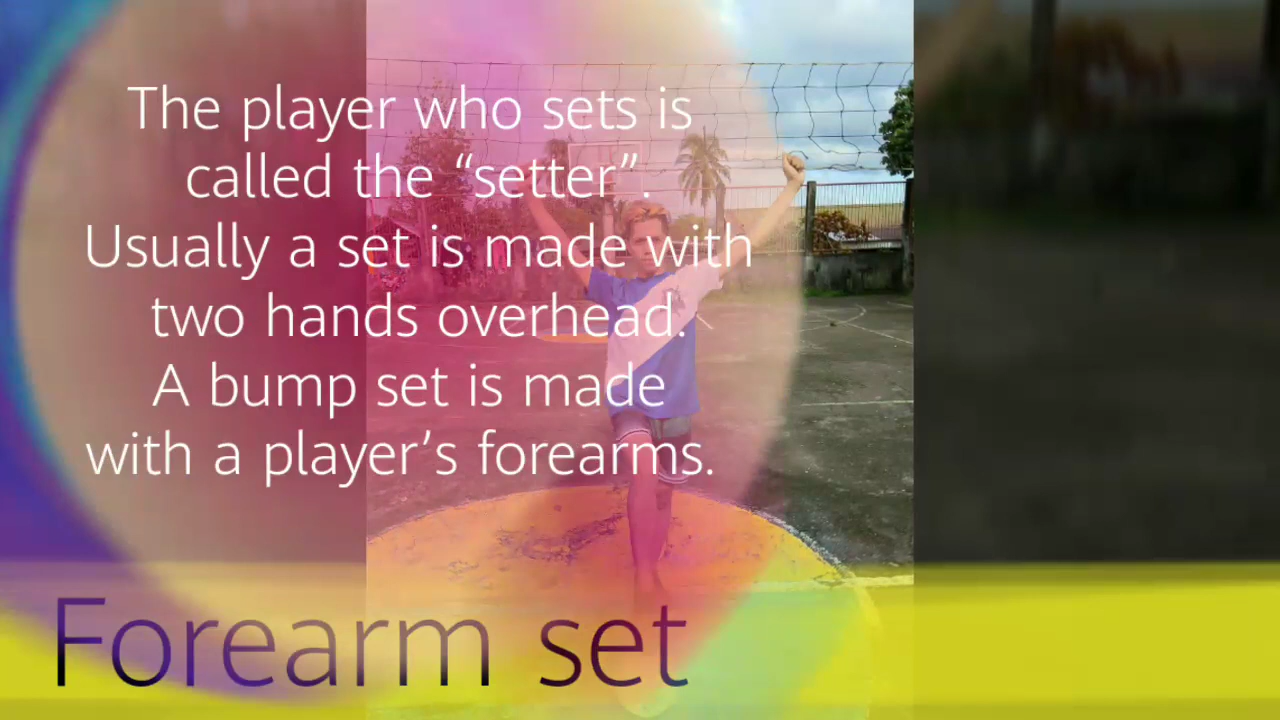 The player who sets is
called the “setter”.
Usually a set is made with
two hands overhead.
A bump set is made
with a player’s forearms.
Forearm set